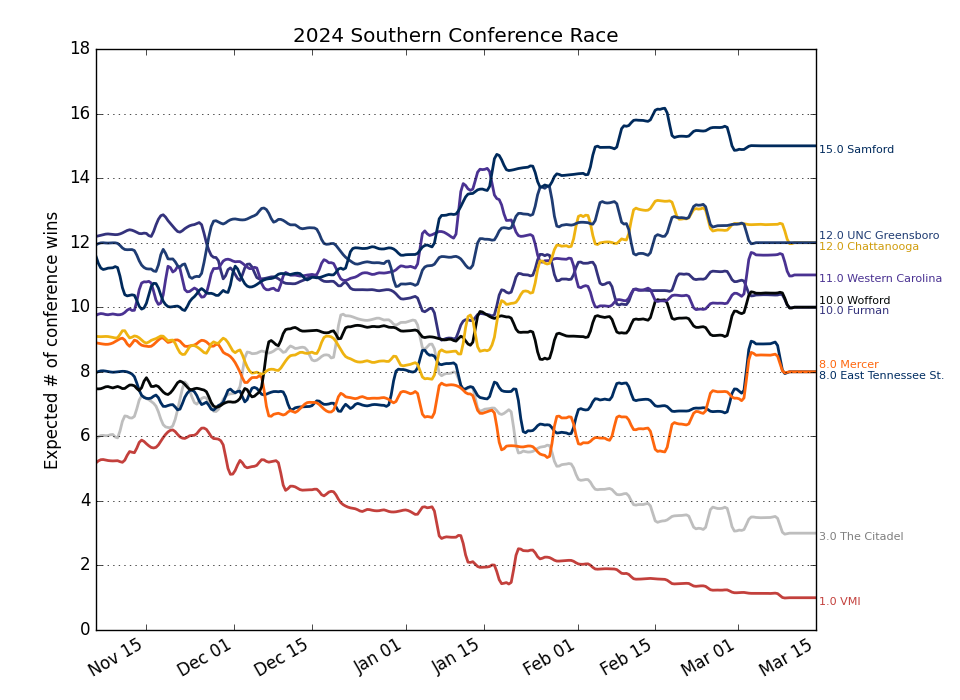 2024 Southern Conference Race
Expected # of conference wins
18
16
14
12
10
8
6
4
2
0
15.0 Samford
12.0 UNC Greensboro
12.0 Chattanooga
11.0 Western Carolina
10.0 Wofford
10.0 Furman
8.0 Mercer
8.0 East Tennessee St.
3.0 The Citadel
1.0 VMI
Nov 15
Dec 01
Dec 15
Jan 01
Jan 15
Feb 01
Feb 15
Mar 01
Mar 15